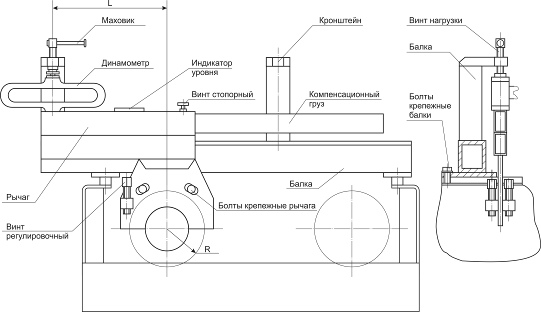 L
Маховик
Динамометр
Индикатор
уровня
Винт стопорный
Кронштейн
Компенсационный
груз
Винт нагрузки
Балка
Болты
крепежные
балки
Рычаг
Винт
регулировочный
Болты крепежные рычага
Балка
R